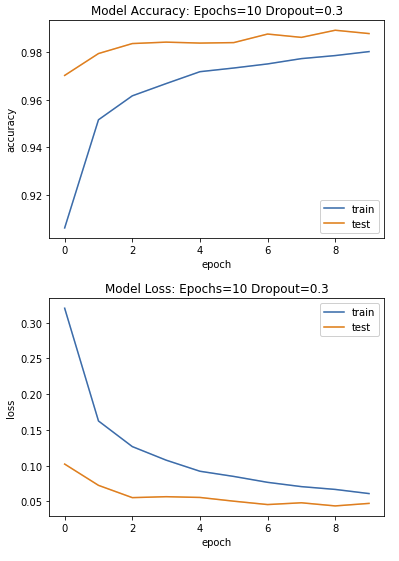 Model Accuracy: Epochs=10 Dropout=0.3
0.98
0.96
0.94
0.92
accuracy
train
test
0 2 4 6 8
epoch
Model Loss: Epochs=10 Dropout=0.3
train
test
0.30
0.25
0.20
0.15
0.10
0.05
loss
0 2 4 6 8
epoch